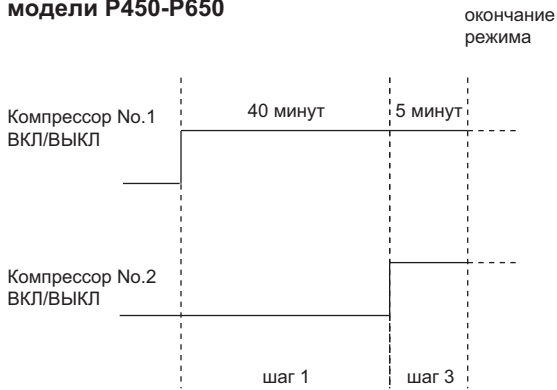 модели P450-P650
окончание
режима
40 минут
5 минут
Компрессор No.1
ВКЛ/ВЫКЛ
Компрессор No.2
ВКЛ/ВЫКЛ
шаг 1
шаг 3